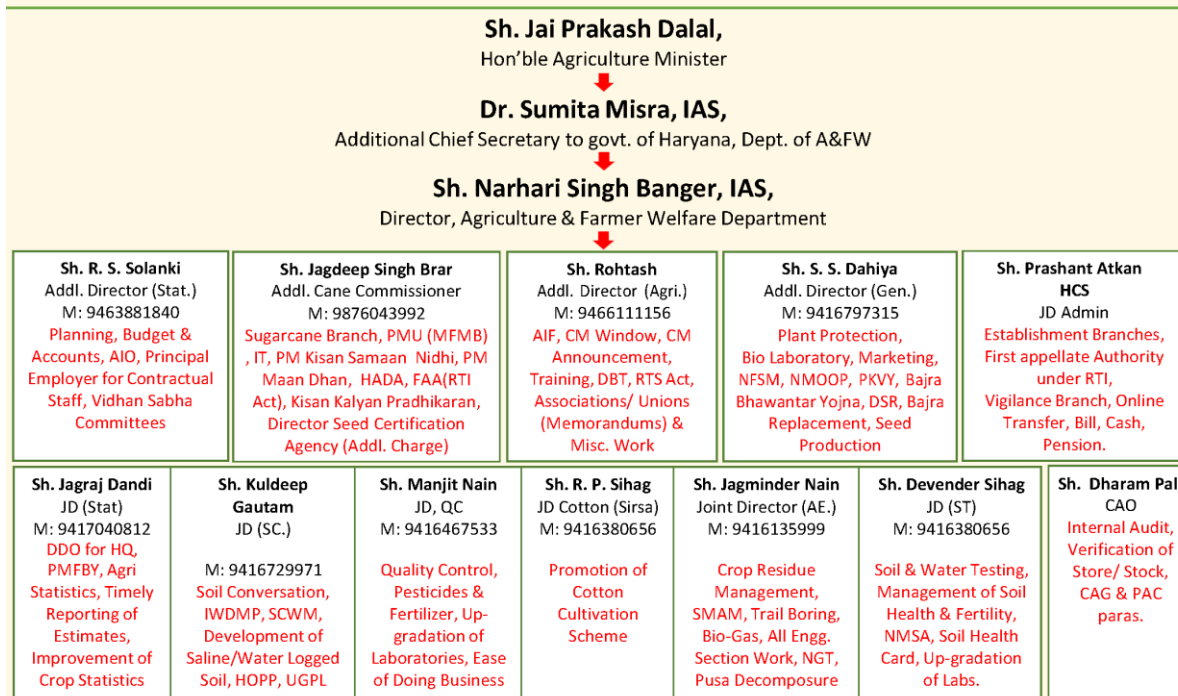 Sh. Jai Prakash Dalal,
Hon'ble Agriculture Minister
Dr. Sumita Misra, IAS,
Additional Chief Secretary to govt. of Haryana, Dept. of A&FW
Sh. Narhari Singh Banger, IAS,
Director, Agriculture & Farmer Welfare Department
Sh. R. S. Solanki
Addl. Director (Stat.)
M: 9463881840
Planning, Budget &
Accounts, AIO, Principal
Employer for Contractual
Staff, Vidhan Sabha
Committees
Sh. Jagdeep Singh Brar
Addl. Cane Commissioner
M: 9876043992
Sugarcane Branch, PMU (MFMB)
, IT, PM Kisan Samaan Nidhi, PM
Maan Dhan, HADA, FAA(RTI
Act), Kisan Kalyan Pradhikaran,
Director Seed Certification
Agency (Addl. Charge)
Sh. Rohtash
Addl. Director (Agri.)
M: 9466111156
AIF, CM Window, CM
Announcement,
Training, DBT, RTS Act,
Associations/ Unions
(Memorandums) &
Misc. Work
Sh. S. S. Dahiya
Addl. Director (Gen.)
M: 9416797315
Plant Protection,
Bio Laboratory, Marketing,
NFSM, NMOOP, PKVY, Bajra
Bhawantar Yojna, DSR, Bajra
Replacement, Seed
Production
Sh. Prashant Atkan
HCS
JD Admin
Establishment Branches,
First appellate Authority
under RTI,
Vigilance Branch, Online
Transfer, Bill, Cash,
Pension.
Sh. Jagraj Dandi
JD (Stat)
M: 9417040812
DDO for HQ,
PMFBY, Agri
Statistics, Timely
Reporting of
Estimates,
Improvement of
Crop Statistics
Sh. Kuldeep
Gautam
JD (SC.)
M: 9416729971
Soil Conversation,
IWDMP, SCWM,
Development of
Saline/Water Logged
Soil, HOPP, UGPL
Sh. Manjit Nain
JD, QC
M: 9416467533
Quality Control,
Pesticides &
Fertilizer, Up-
gradation of
Laboratories, Ease
of Doing Business
Sh. R. P. Sihag
JD Cotton (Sirsa)
M: 9416380656
Promotion of
Cotton
Cultivation
Scheme
Sh. Jagminder Nain
Joint Director (AE.)
M: 9416135999
Crop Residue
Management,
SMAM, Trail Boring,
Bio-Gas, All Engg.
Section Work, NGT,
Pusa Decomposure
Sh. Devender Sihag
JD (ST)
M: 9416380656
Soil & Water Testing,
Management of Soil
Health & Fertility,
NMSA, Soil Health
Card, Up-gradation
of Labs.
Sh. Dharam Pal
CAO
Internal Audit,
Verification of
Store/ Stock,
CAG & PAC
paras.